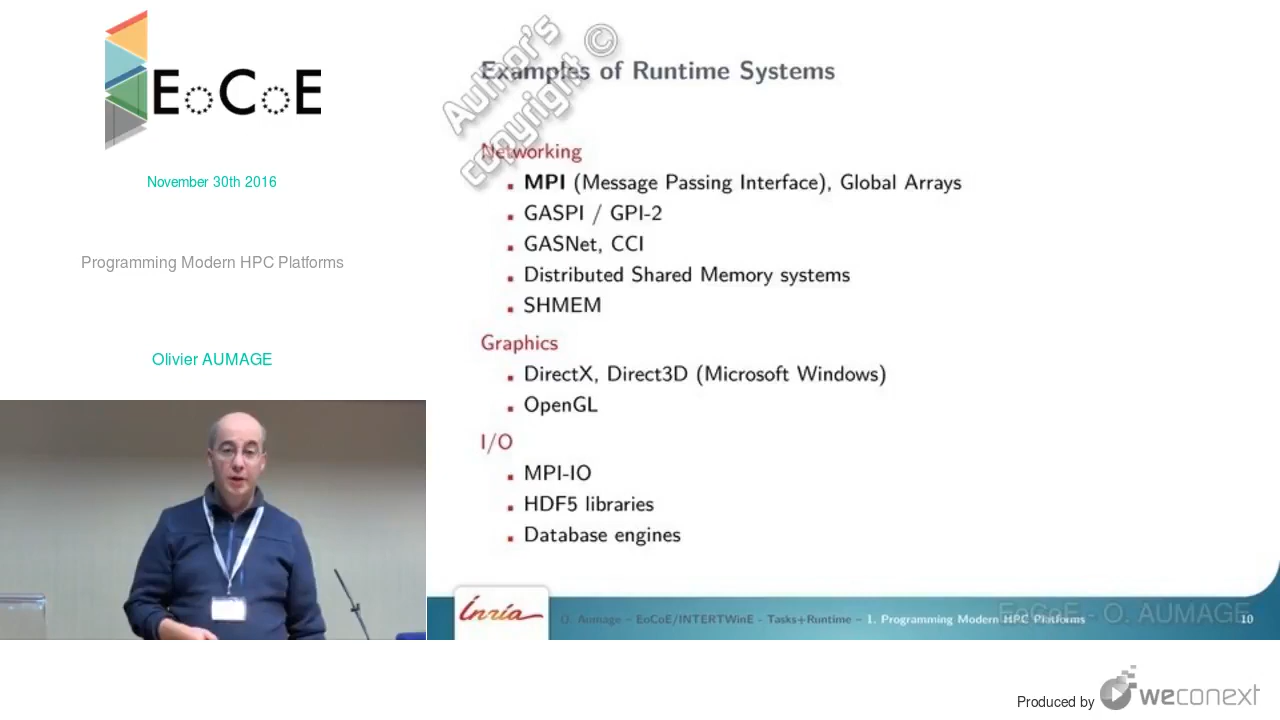 EoCoE
November 30th 2016
Programming Modern HPC Platforms
Olivier AUMAGE
Author's
copyright ©
Examples of Runtime Systems
Networking
MPI (Message Passing Interface), Global Arrays
GASPI / GPI-2
GASNet, CCI
Distributed Shared Memory systems
SHMEM
Graphics
DirectX, Direct3D (Microsoft Windows)
OpenGL
I/O
MPI-IO
HDF5 libraries
Database engines
Inria
O. Aumage – EoCoE/INTERTWinE - Tasks+Runtime – 1. Programming Modern HPC Platforms
EoCoE - O. AUMAGE
10
Produced by weconext